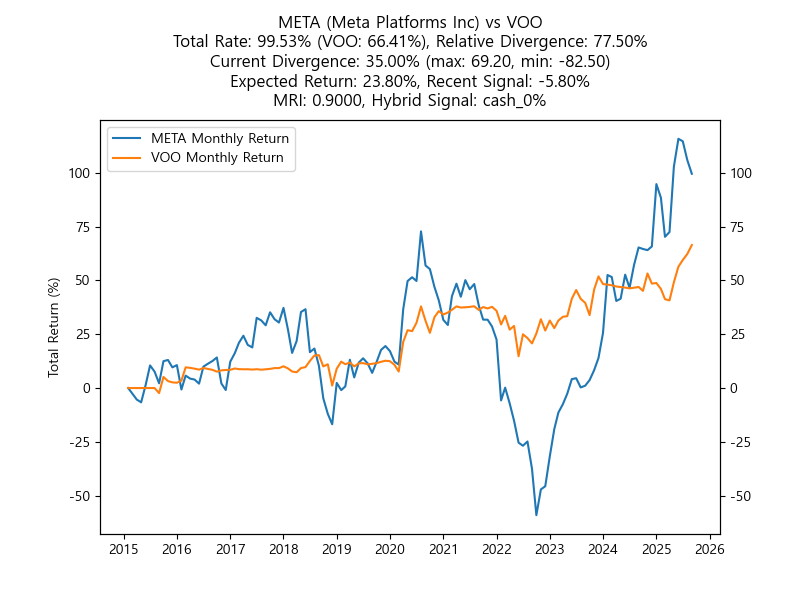 META (Meta Platforms Inc) vs VOO
Total Rate: 99.53% (VOO: 66.41%), Relative Divergence: 77.50%
Current Divergence: 35.00% (max: 69.20, min: -82.50)
Expected Return: 23.80%, Recent Signal: -5.80%
MRI: 0.9000, Hybrid Signal: cash_0%
META Monthly Return
VOO Monthly Return
Total Return (%)
100
75
50
25
0
-25
-50
100
75
50
25
0
-25
-50
2015 2016 2017 2018 2019 2020 2021 2022 2023 2024 2025 2026